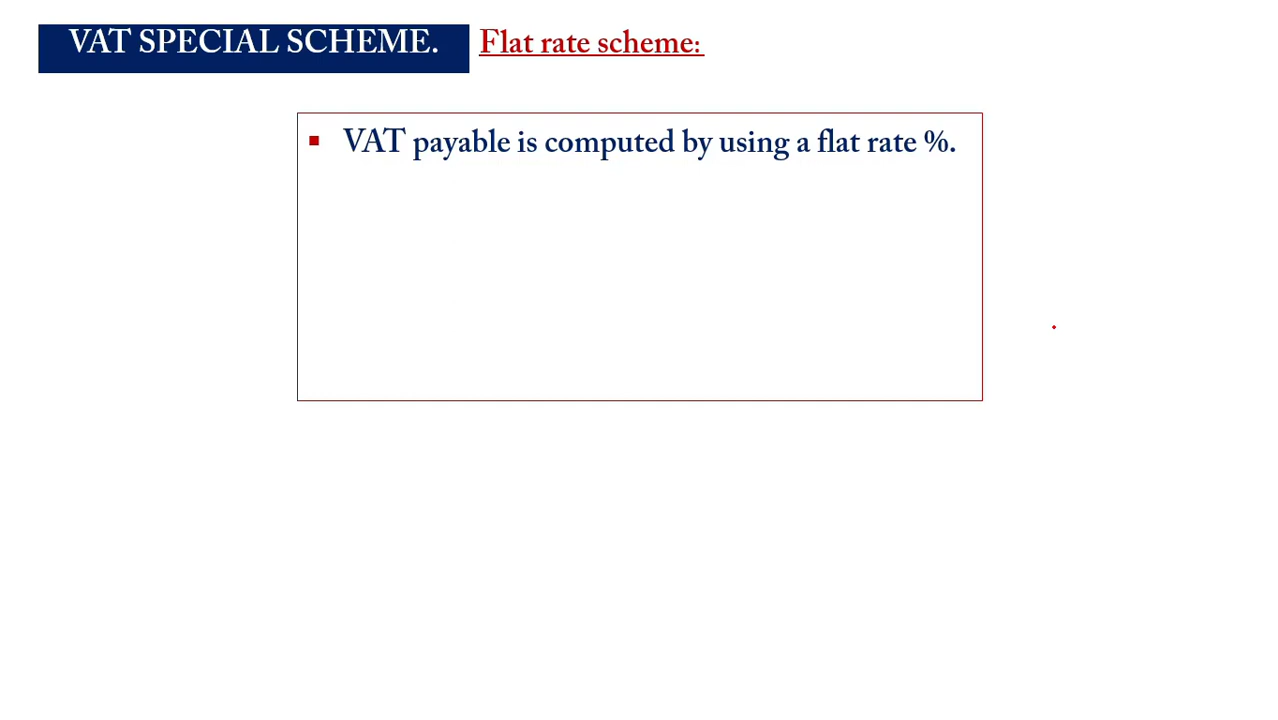 VAT SPECIAL SCHEME. Flat rate scheme:
▪ VAT payable is computed by using a flat rate %.